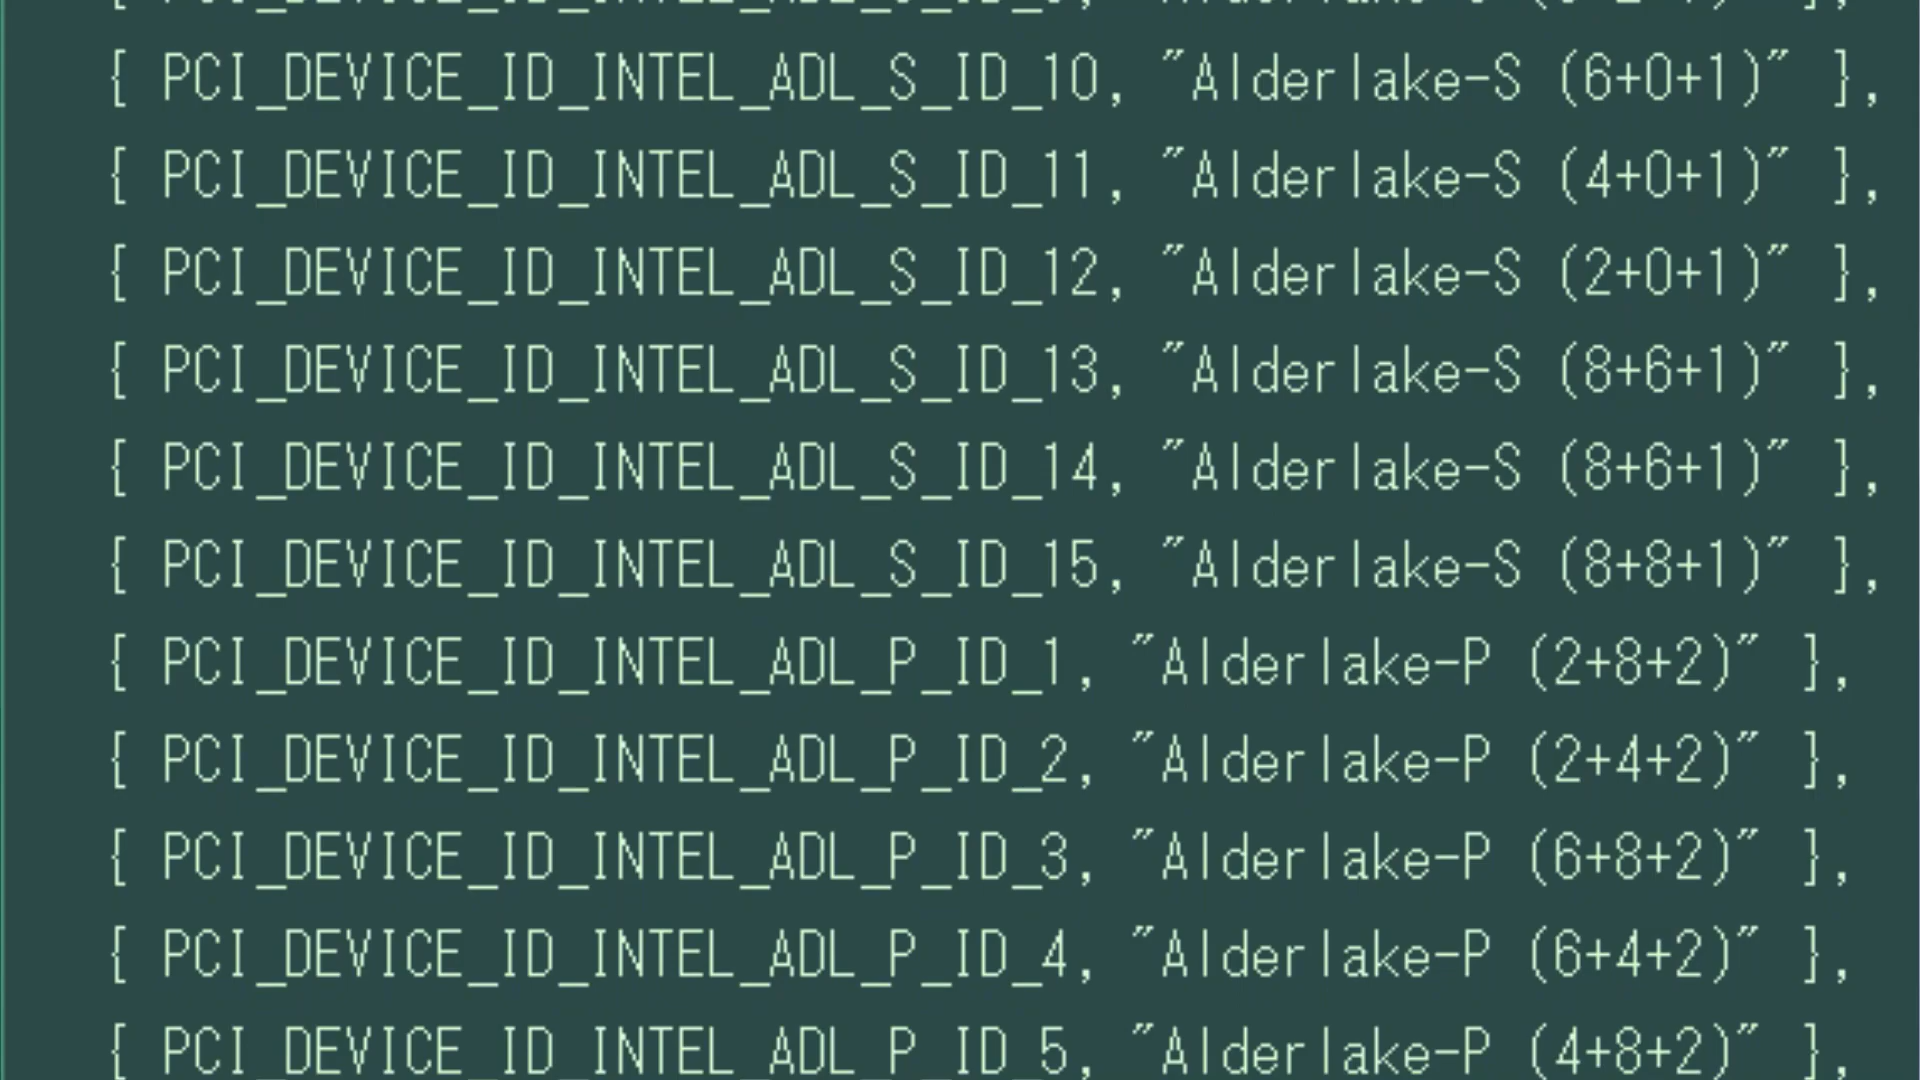 { PCI_DEVICE_ID_INTEL_ADL_S_ID_10, "Alderlake-S (6+0+1)" },
{ PCI_DEVICE_ID_INTEL_ADL_S_ID_11, "Alderlake-S (4+0+1)" },
{ PCI_DEVICE_ID_INTEL_ADL_S_ID_12, "Alderlake-S (2+0+1)" },
{ PCI_DEVICE_ID_INTEL_ADL_S_ID_13, "Alderlake-S (8+6+1)" },
{ PCI_DEVICE_ID_INTEL_ADL_S_ID_14, "Alderlake-S (8+6+1)" },
{ PCI_DEVICE_ID_INTEL_ADL_S_ID_15, "Alderlake-S (8+8+1)" },
{ PCI_DEVICE_ID_INTEL_ADL_P_ID_1, "Alderlake-P (2+8+2)" },
{ PCI_DEVICE_ID_INTEL_ADL_P_ID_2, "Alderlake-P (2+4+2)" },
{ PCI_DEVICE_ID_INTEL_ADL_P_ID_3, "Alderlake-P (6+8+2)" },
{ PCI_DEVICE_ID_INTEL_ADL_P_ID_4, "Alderlake-P (6+4+2)" },
{ PCI_DEVICE_ID_INTEL_ADL_P_ID_5, "Alderlake-P (4+8+2)" },